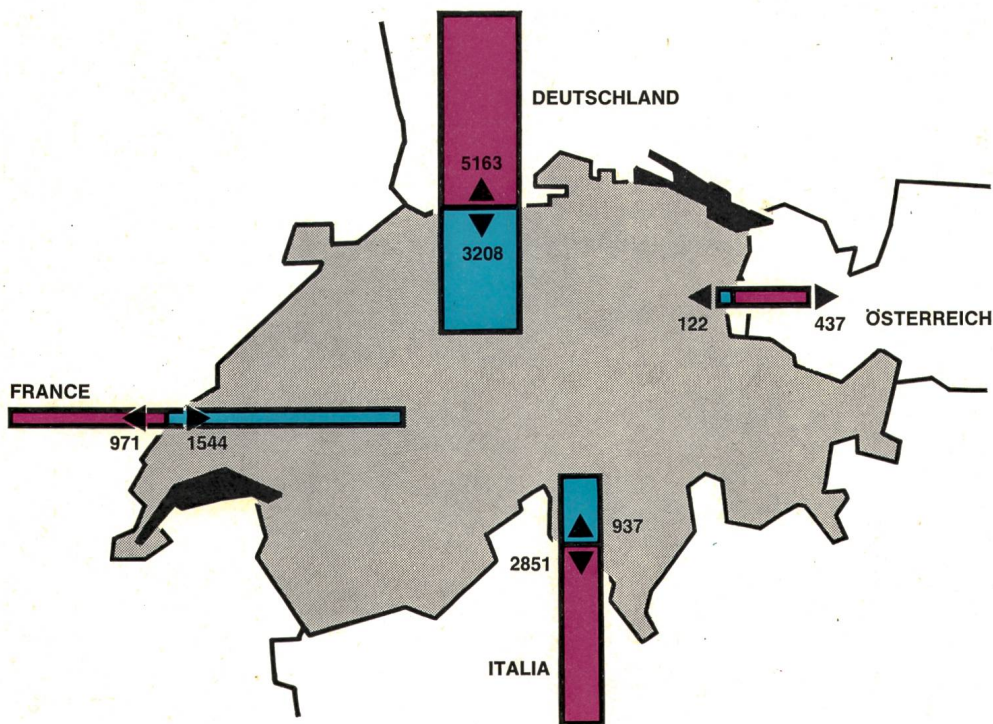 DEUTSCHLAND
5163
3208
122
437
ÖSTERREICH
FRANCE
971
1544
937
2851
ITALIA